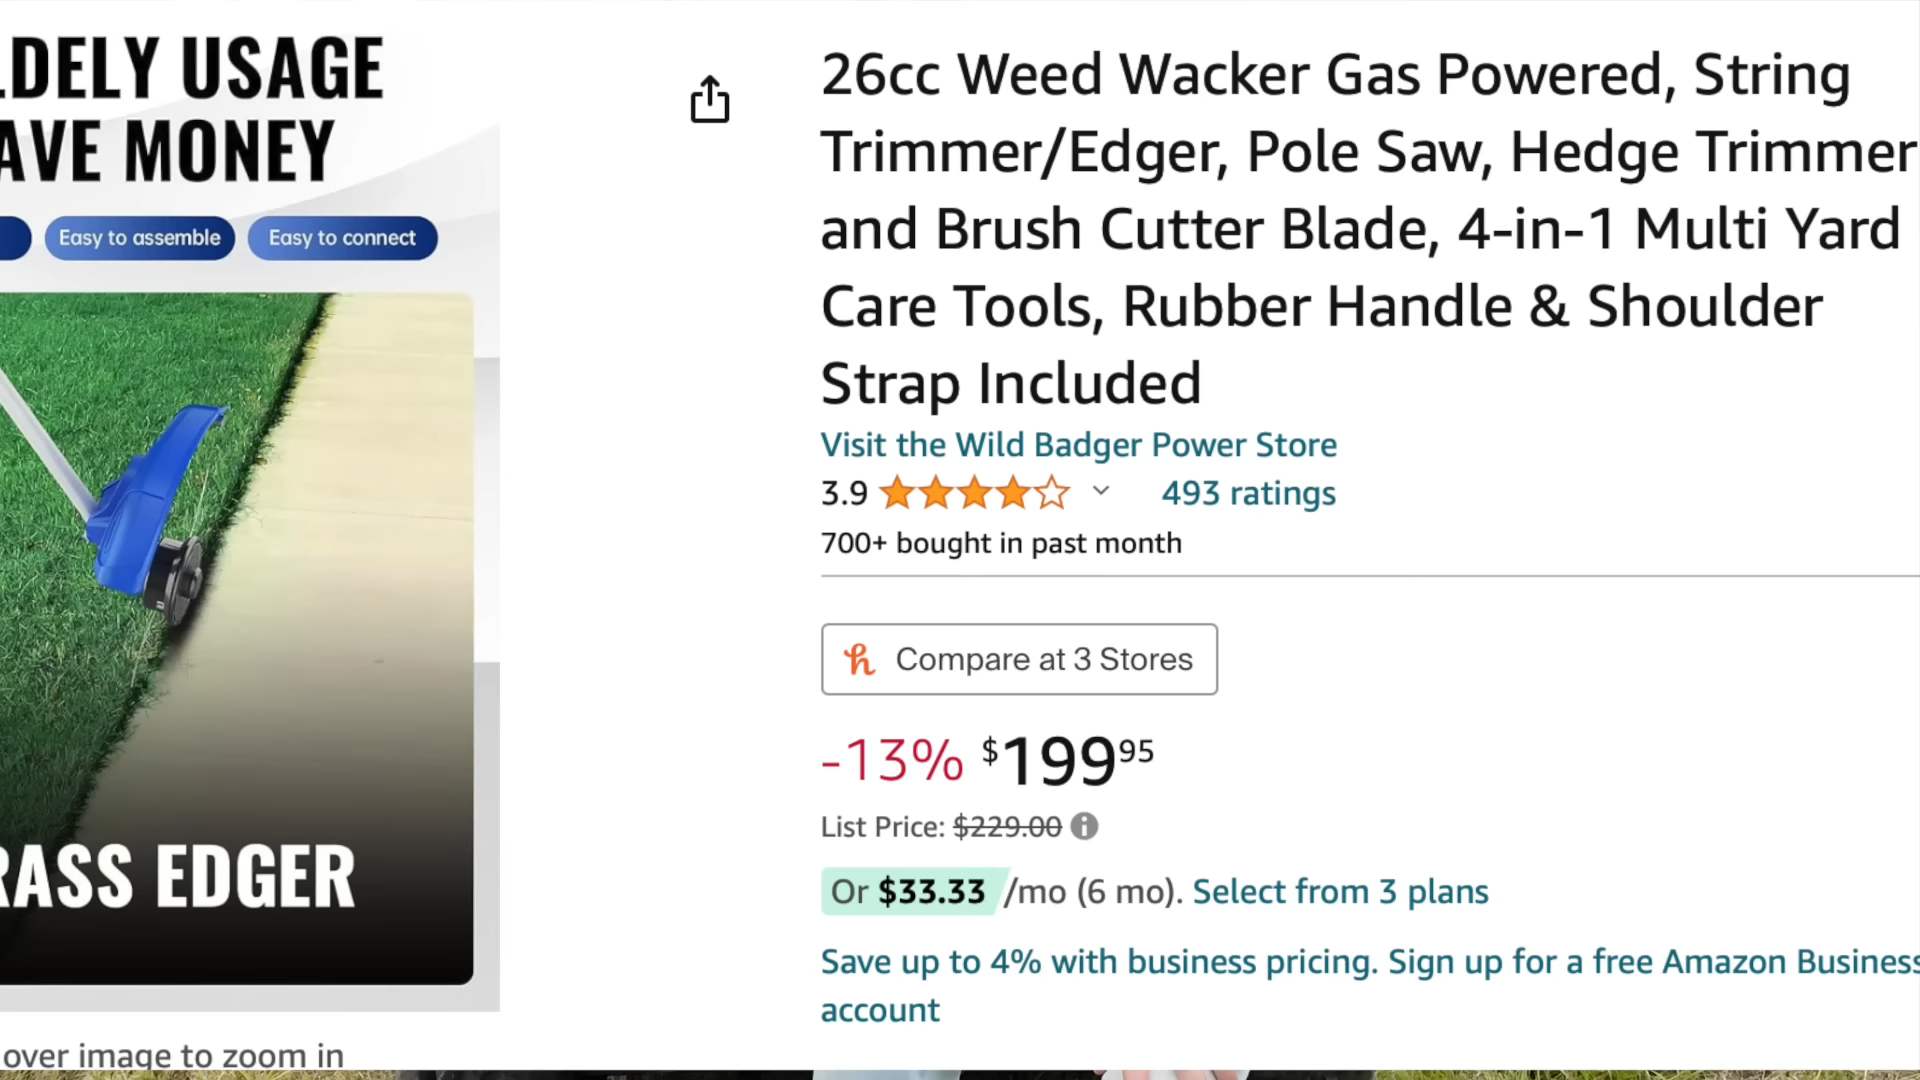 LDELY USAGE
AVE MONEY
Easy to assemble
Easy to connect
RASS EDGER
over image to zoom in
26cc Weed Wacker Gas Powered, String
Trimmer/Edger, Pole Saw, Hedge Trimmer
and Brush Cutter Blade, 4-in-1 Multi Yard
Care Tools, Rubber Handle & Shoulder
Strap Included
Visit the Wild Badger Power Store
3.9 493 ratings
700+ bought in past month
Compare at 3 Stores
-13% $199.95
List Price: $229.00
Or $33.33 /mo (6 mo). Select from 3 plans
Save up to 4% with business pricing. Sign up for a free Amazon Business
account